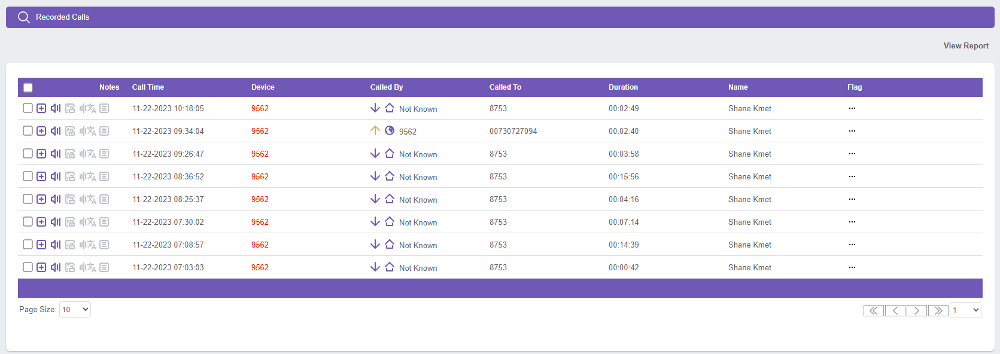 Recorded Calls
View Report
Notes Call Time Device Called By Called To Duration Name Flag
11-22-2023 10:18:05 9562 Not Known 8753 00:02:49 Shane Kmet ...
11-22-2023 09:34:04 9562 9562 00730727094 00:02:40 Shane Kmet ...
11-22-2023 09:26:47 9562 Not Known 8753 00:03:58 Shane Kmet ...
11-22-2023 08:36:52 9562 Not Known 8753 00:15:56 Shane Kmet ...
11-22-2023 08:25:37 9562 Not Known 8753 00:04:16 Shane Kmet ...
11-22-2023 07:30:02 9562 Not Known 8753 00:07:14 Shane Kmet ...
11-22-2023 07:08:57 9562 Not Known 8753 00:14:39 Shane Kmet ...
11-22-2023 07:03:03 9562 Not Known 8753 00:00:42 Shane Kmet ...
Page Size: 10 1